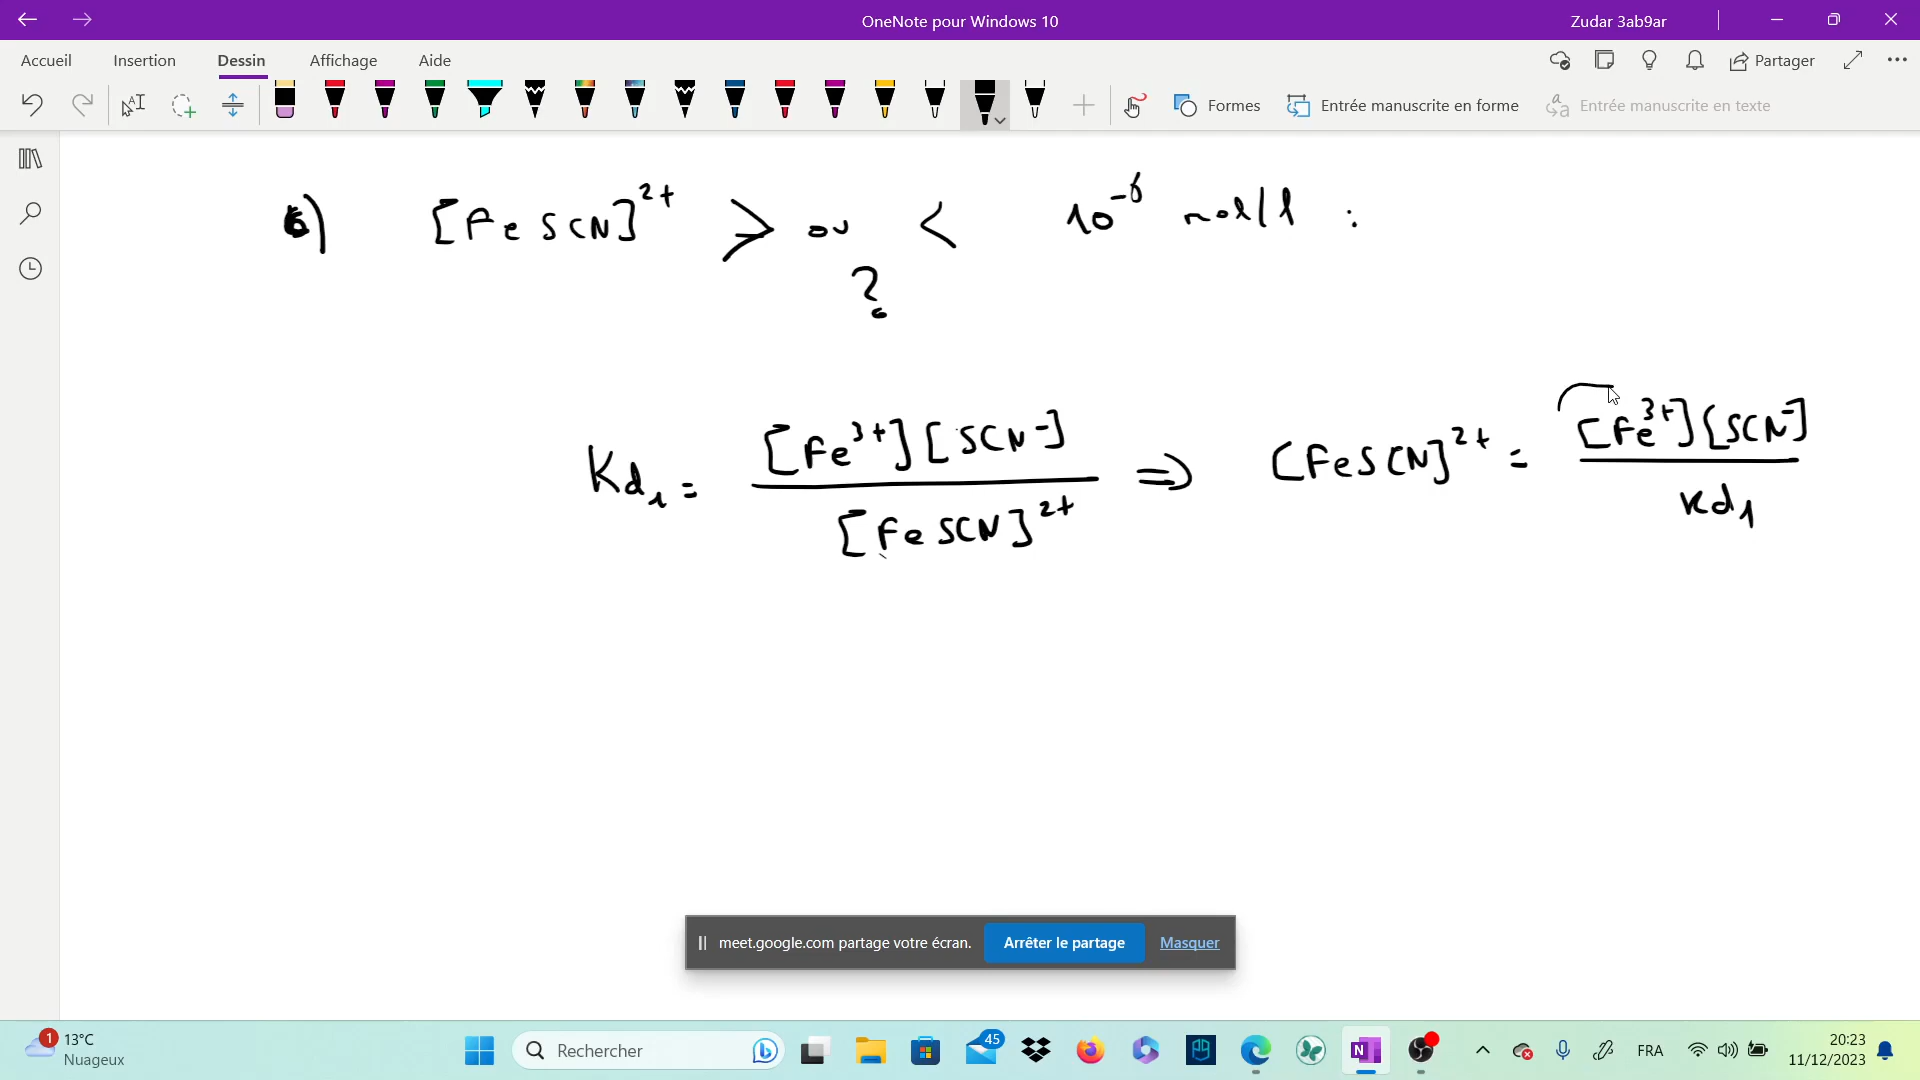 OneNote pour Windows 10
Zudar 3ab9ar
Accueil Insertion Dessin Affichage Aide
Partager
Formes Entrée manuscrite en forme Entrée manuscrite en texte
[FeSCN]²⁺ > ou < 10⁻⁶ mol/l :
?
Kd₁ = [Fe³⁺][SCN⁻] / [FeSCN]²⁺ ⇒ [FeSCN]²⁺ = [Fe³⁺][SCN⁻] / Kd₁
meet.google.com partage votre écran. Arrêter le partage Masquer
1 13°C
Nuageux
Rechercher
45
FRA
20:23
11/12/2023